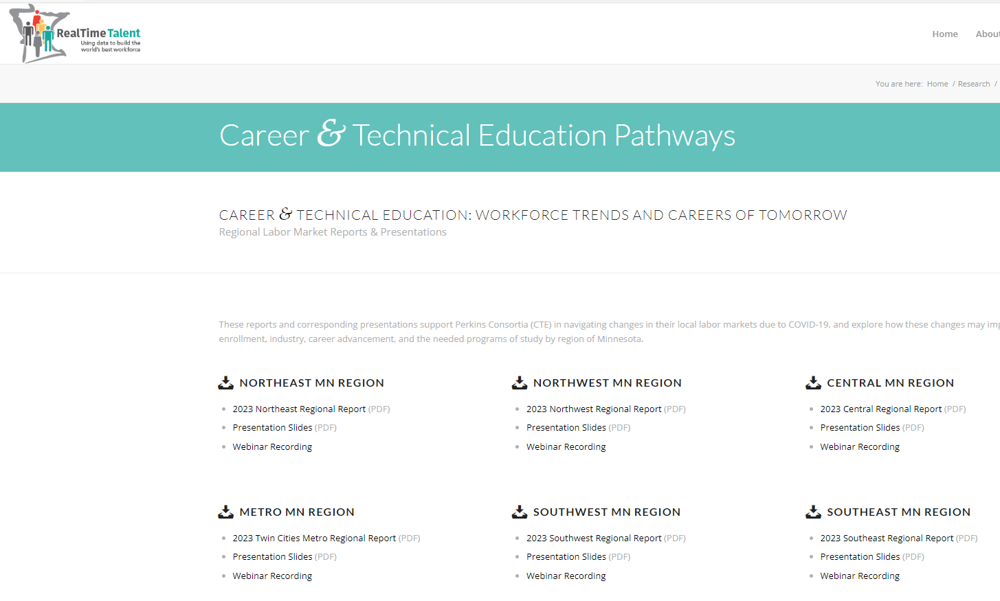 RealTime Talent
Using data to build the
world's best workforce
Home
You are here: Home / Research /
Career & Technical Education Pathways
CAREER & TECHNICAL EDUCATION: WORKFORCE TRENDS AND CAREERS OF TOMORROW
Regional Labor Market Reports & Presentations
These reports and corresponding presentations support Perkins Consortia (CTE) in navigating changes in their local labor markets due to COVID-19, and explore how these changes may
enrollment, industry, career advancement, and the needed programs of study by region of Minnesota.
NORTHEAST MN REGION
2023 Northeast Regional Report (PDF)
Presentation Slides (PDF)
Webinar Recording
NORTHWEST MN REGION
2023 Northwest Regional Report (PDF)
Presentation Slides (PDF)
Webinar Recording
CENTRAL MN REGION
2023 Central Regional Report (PDF)
Presentation Slides (PDF)
Webinar Recording
METRO MN REGION
2023 Twin Cities Metro Regional Report (PDF)
Presentation Slides (PDF)
Webinar Recording
SOUTHWEST MN REGION
2023 Southwest Regional Report (PDF)
Presentation Slides (PDF)
Webinar Recording
SOUTHEAST MN REGION
2023 Southeast Regional Report (PDF)
Presentation Slides (PDF)
Webinar Recording